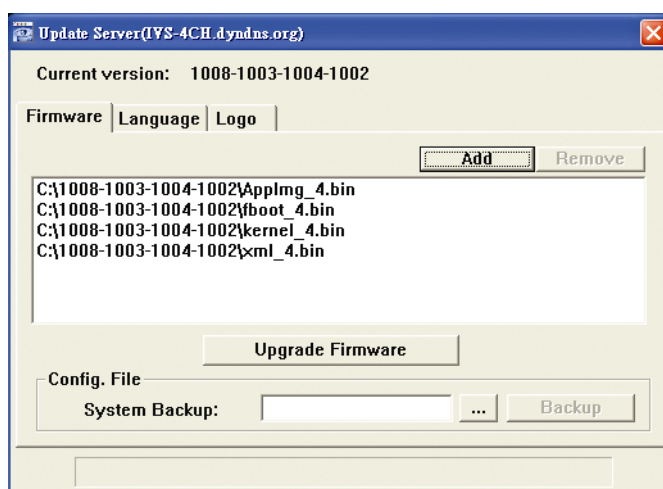 Update Server(IVS-4CH.dyndns.org)
Current version: 1008-1003-1004-1002
Firmware Language Logo
Add Remove
C:\1008-1003-1004-1002\AppImg_4.bin
C:\1008-1003-1004-1002\fboot_4.bin
C:\1008-1003-1004-1002\kernel_4.bin
C:\1008-1003-1004-1002\xml_4.bin
Upgrade Firmware
Config. File
System Backup: ... Backup